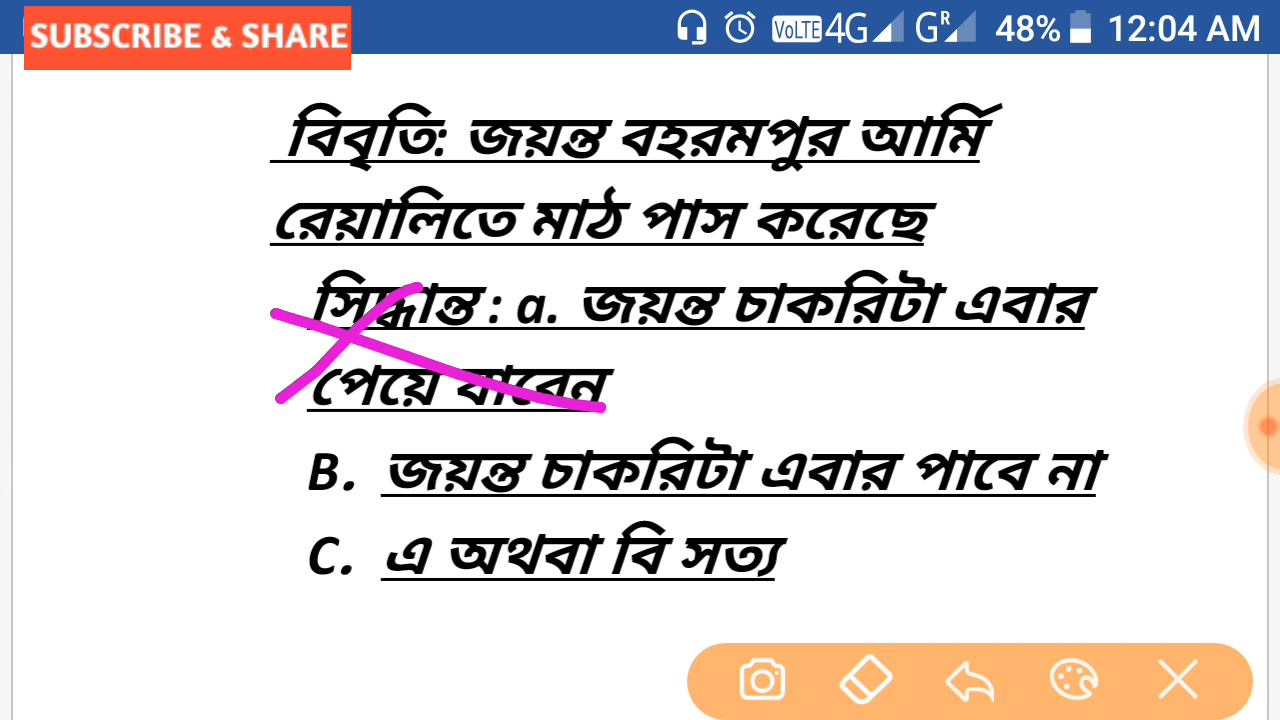 SUBSCRIBE & SHARE
VoLTE 4G G R 48% 12:04 AM
বিবৃতি: জয়ন্ত বহরমপুর আর্মি
রেয়ালিতে মাঠ পাস করেছে
সিদ্ধান্ত : a. জয়ন্ত চাকরিটা এবার
পেয়ে যাবেন
B. জয়ন্ত চাকরিটা এবার পাবে না
C. এ অথবা বি সত্য